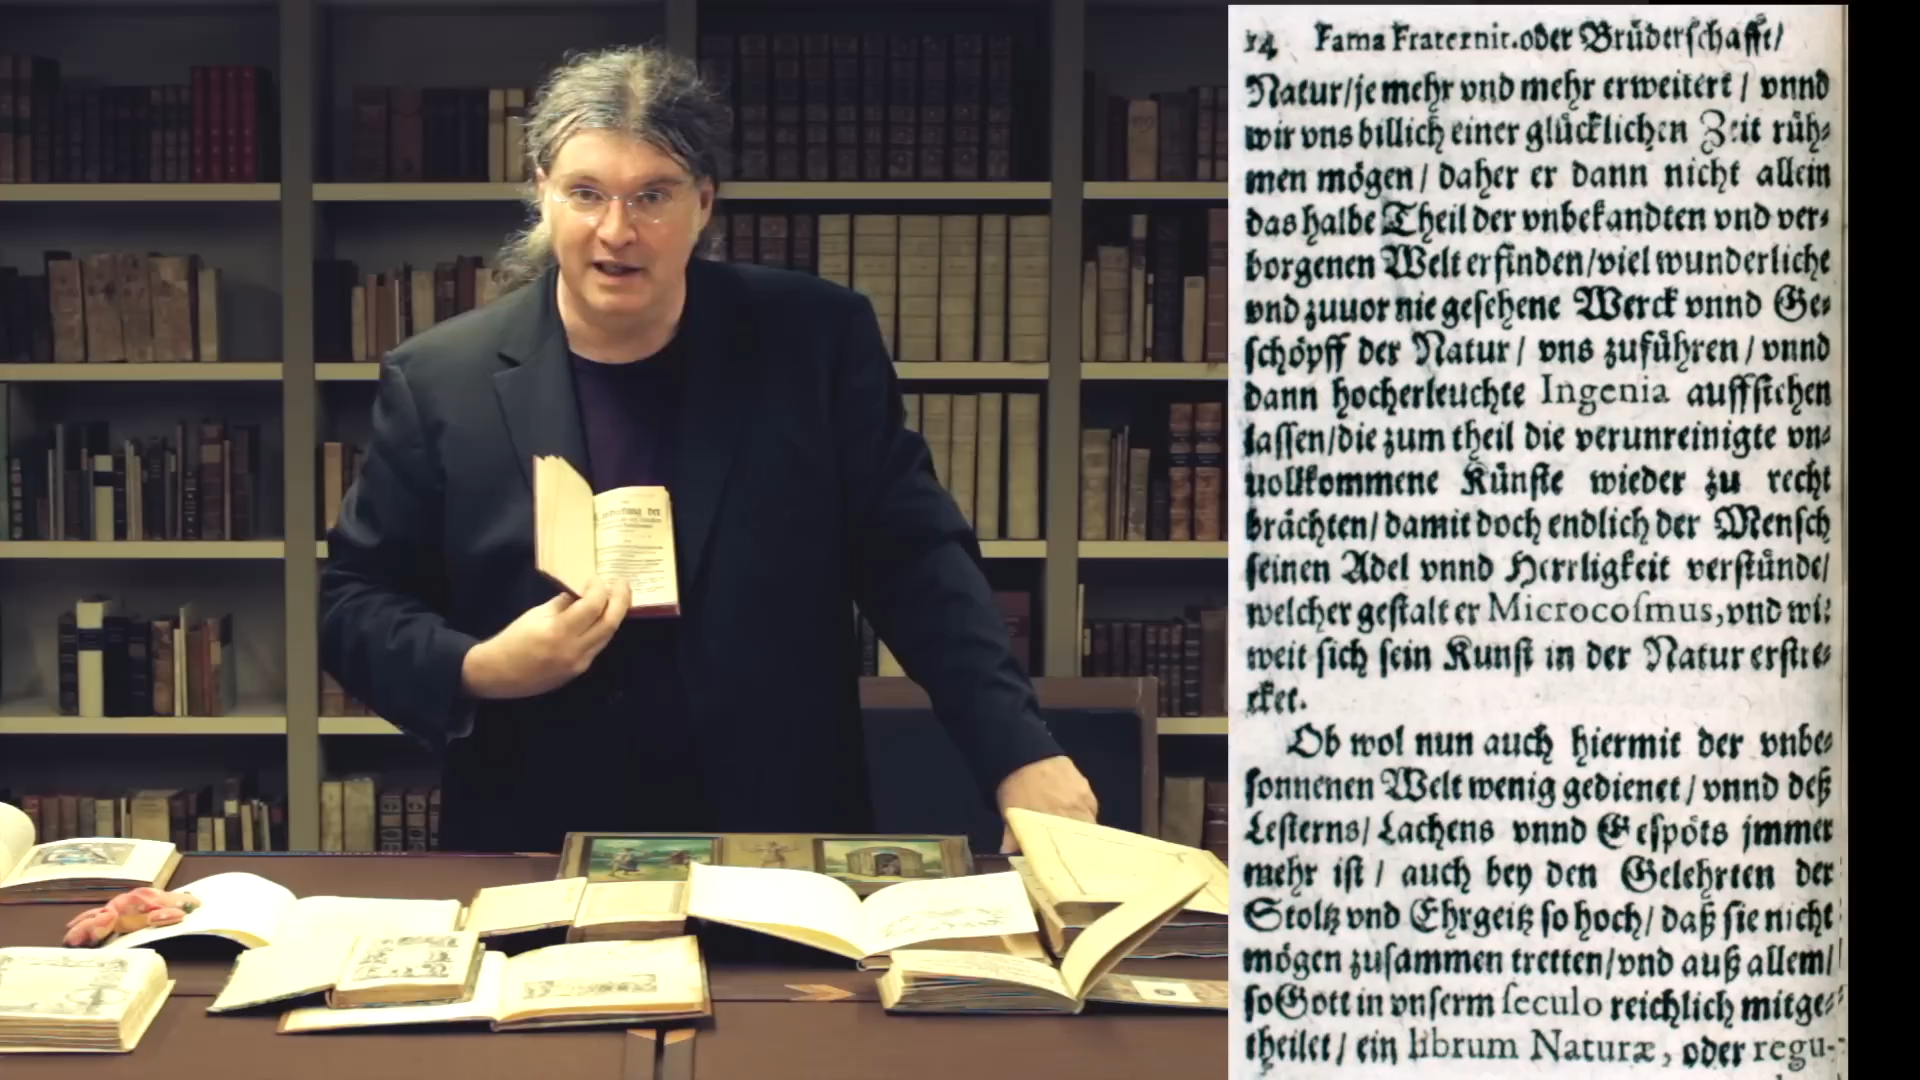 94 Fama Fraternit. oder Brüderschafft/
Natur/je mehr vnd mehr erweitert / vnnd
wir vns billich einer glücklichen Zeit rüh⸗
men mögen / daher er dann nicht allein
das halbe Theil der vnbekandten vnd ver⸗
borgenen Welt erfinden/viel wunderliche
vnd zuuor nie gesehene Werck vnnd Ge⸗
schöpff der Natur / vns zuführen / vnnd
dann hocherleuchte Ingenia auffstehen
lassen/die zum theil die verunreinigte vn⸗
uollkommene Künste wieder zu recht
brächten/ damit doch endlich der Mensch
seinen Adel vnnd Herrligkeit verstünde/
welcher gestalt er Microcoſmus,vnd wie
weit sich sein Kunst in der Natur erstre⸗
cket.
Ob wol nun auch hiermit der vnbe⸗
sonnenen Welt wenig gedienet / vnnd deß
Lesterns/ Lachens vnnd Gespöts jmmer
mehr ist / auch bey den Gelehrten der
Stoltz vnd Ehrgeitz so hoch/ daß sie nicht
mögen zusammen tretten/vnd auß allem/
so Gott in vnserm ſeculo reichlich mitge⸗
theilet / ein librum Naturæ, oder regu-